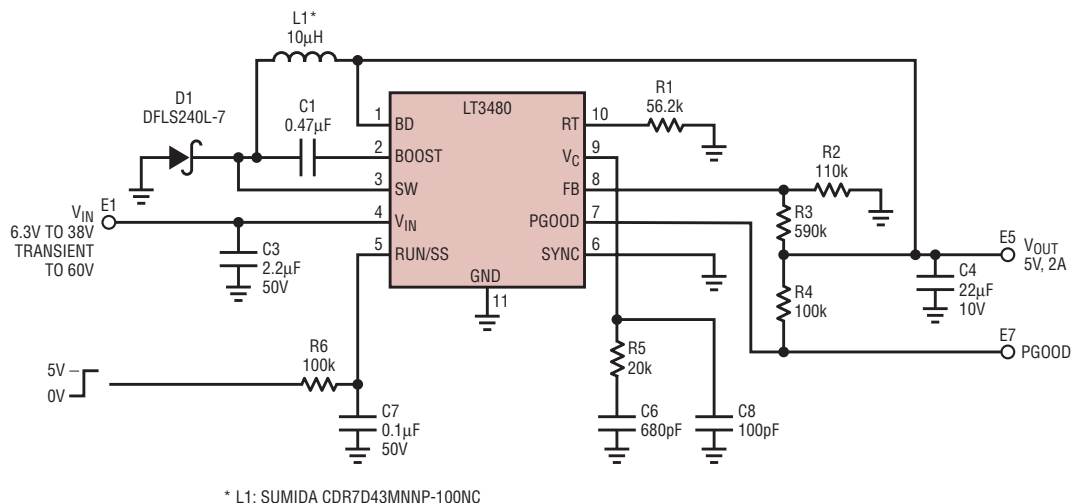 L1*
10µH
D1
DFLS240L-7
C1
0.47µF
LT3480
1
BD
2
BOOST
3
SW
4
VIN
5
RUN/SS
GND
11
RT
10
VC
9
FB
8
PGOOD
7
SYNC
6
R1
56.2k
R2
110k
R3
590k
R4
100k
VIN
E1
6.3V TO 38V
TRANSIENT
TO 60V
C3
2.2µF
50V
E5
VOUT
5V, 2A
C4
22µF
10V
E7
PGOOD
R5
20k
C6
680pF
C8
100pF
5V
0V
R6
100k
C7
0.1µF
50V
* L1: SUMIDA CDR7D43MNNP-100NC